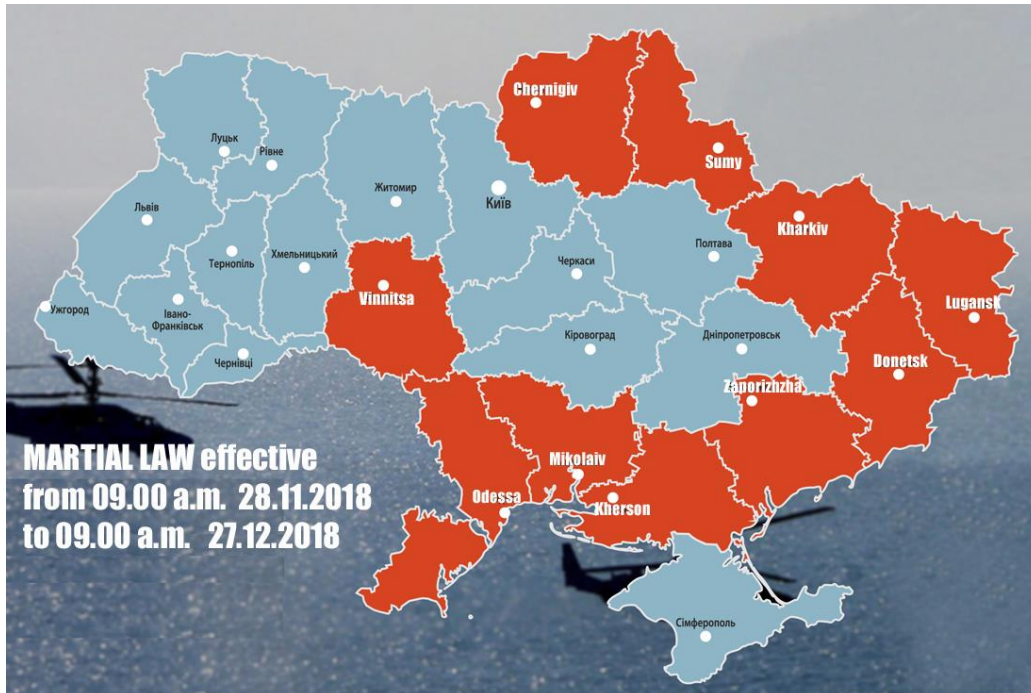 Chernigiv
Sumy
Луцьк
Рівне
Житомир
Київ
Kharkiv
Львів
Тернопіль
Хмельницький
Черкаси
Полтава
Vinnitsa
Ужгород
Івано-
Франківськ
Чернівці
Кіровоград
Дніпропетровськ
Lugansk
Donetsk
Zaporizhzha
MARTIAL LAW effective
from 09.00 a.m. 28.11.2018
to 09.00 a.m. 27.12.2018
Mikolaiv
Odessa
Kherson
Сімферополь